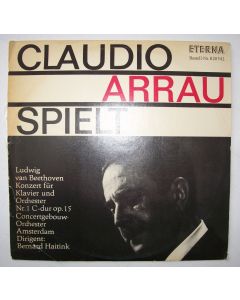 CLAUDIO
ETERNA
ARRAU
SPIELT
Ludwig
van Beethoven
Konzert für
Klavier und
Orchester
Nr. 1 C-dur op. 15
Concertgebouw-
Orchester
Amsterdam
Dirigent:
Bernard Haitink